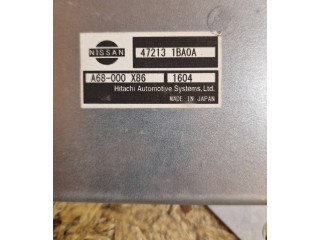 NISSAN
47213 1BA0A
A68-000 X86 1604
Hitachi Automotive Systems, Ltd.
MADE IN JAPAN